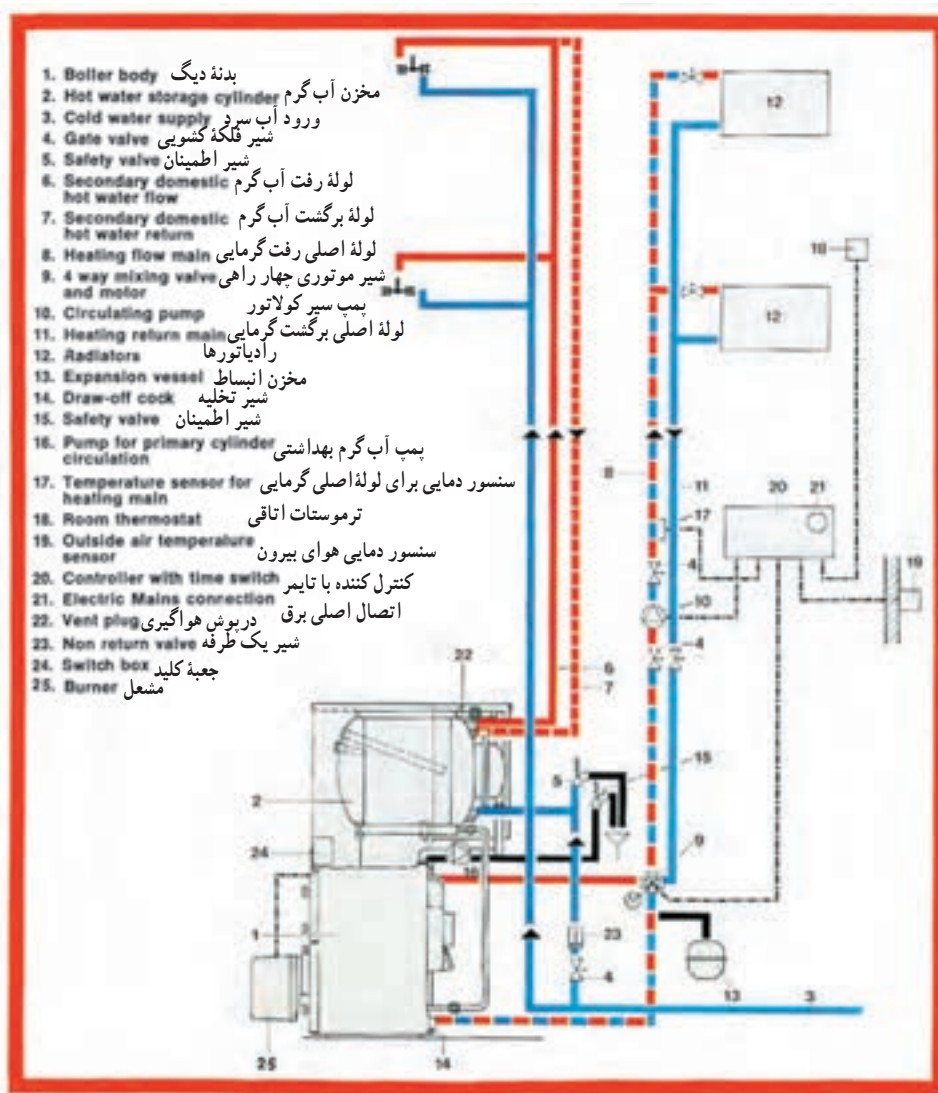 1. Boiler body بدنهٔ دیگ
2. Hot water storage cylinder مخزن آب گرم
3. Cold water supply ورود آب سرد
4. Gate valve شیر فلکهٔ کشویی
5. Safety valve شیر اطمینان
6. Secondary domestic hot water flow لولهٔ رفت آب گرم
7. Secondary domestic hot water return لولهٔ برگشت آب گرم
8. Heating flow main لولهٔ اصلی رفت گرمایی
9. 4 way mixing valve and motor شیر موتوری چهار راهی
10. Circulating pump پمپ سیر کولاتور
11. Heating return main لولهٔ اصلی برگشت گرمایی
12. Radiators رادیاتورها
13. Expansion vessel مخزن انبساط
14. Draw-off cock شیر تخلیه
15. Safety valve شیر اطمینان
16. Pump for primary cylinder circulation پمپ آب گرم بهداشتی
17. Temperature sensor for heating main سنسور دمایی برای لولهٔ اصلی گرمایی
18. Room thermostat ترموستات اتاقی
19. Outside air temperature sensor سنسور دمایی هوای بیرون
20. Controller with time switch کنترل کننده با تایمر
21. Electric Mains connection اتصال اصلی برق
22. Vent plug درپوش هواگیری
23. Non return valve شیر یک طرفه
24. Switch box جعبهٔ کلید
25. Burner مشعل
12
18
12
8
11
20
21
17
4
19
10
4
22
6
7
5
15
2
24
16
9
1
23
4
13
3
25
14